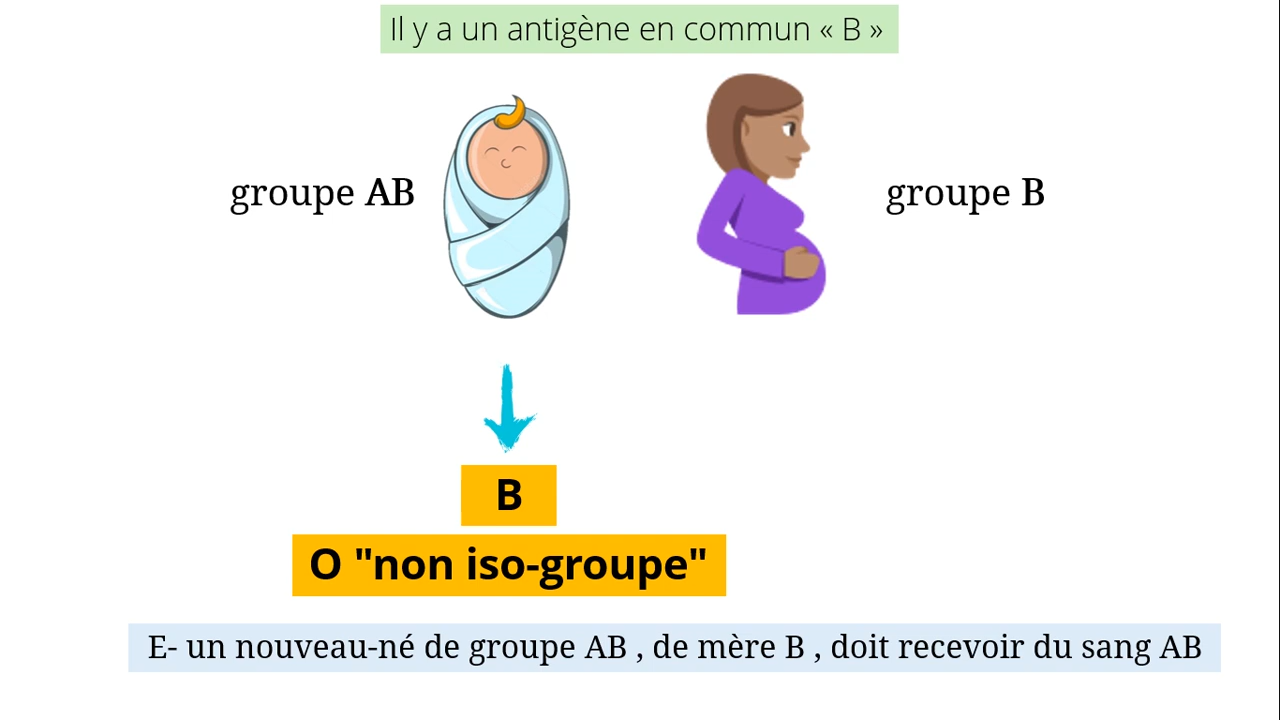 Il y a un antigène en commun « B »
groupe AB
groupe B
B
O "non iso-groupe"
E- un nouveau-né de groupe AB , de mère B , doit recevoir du sang AB